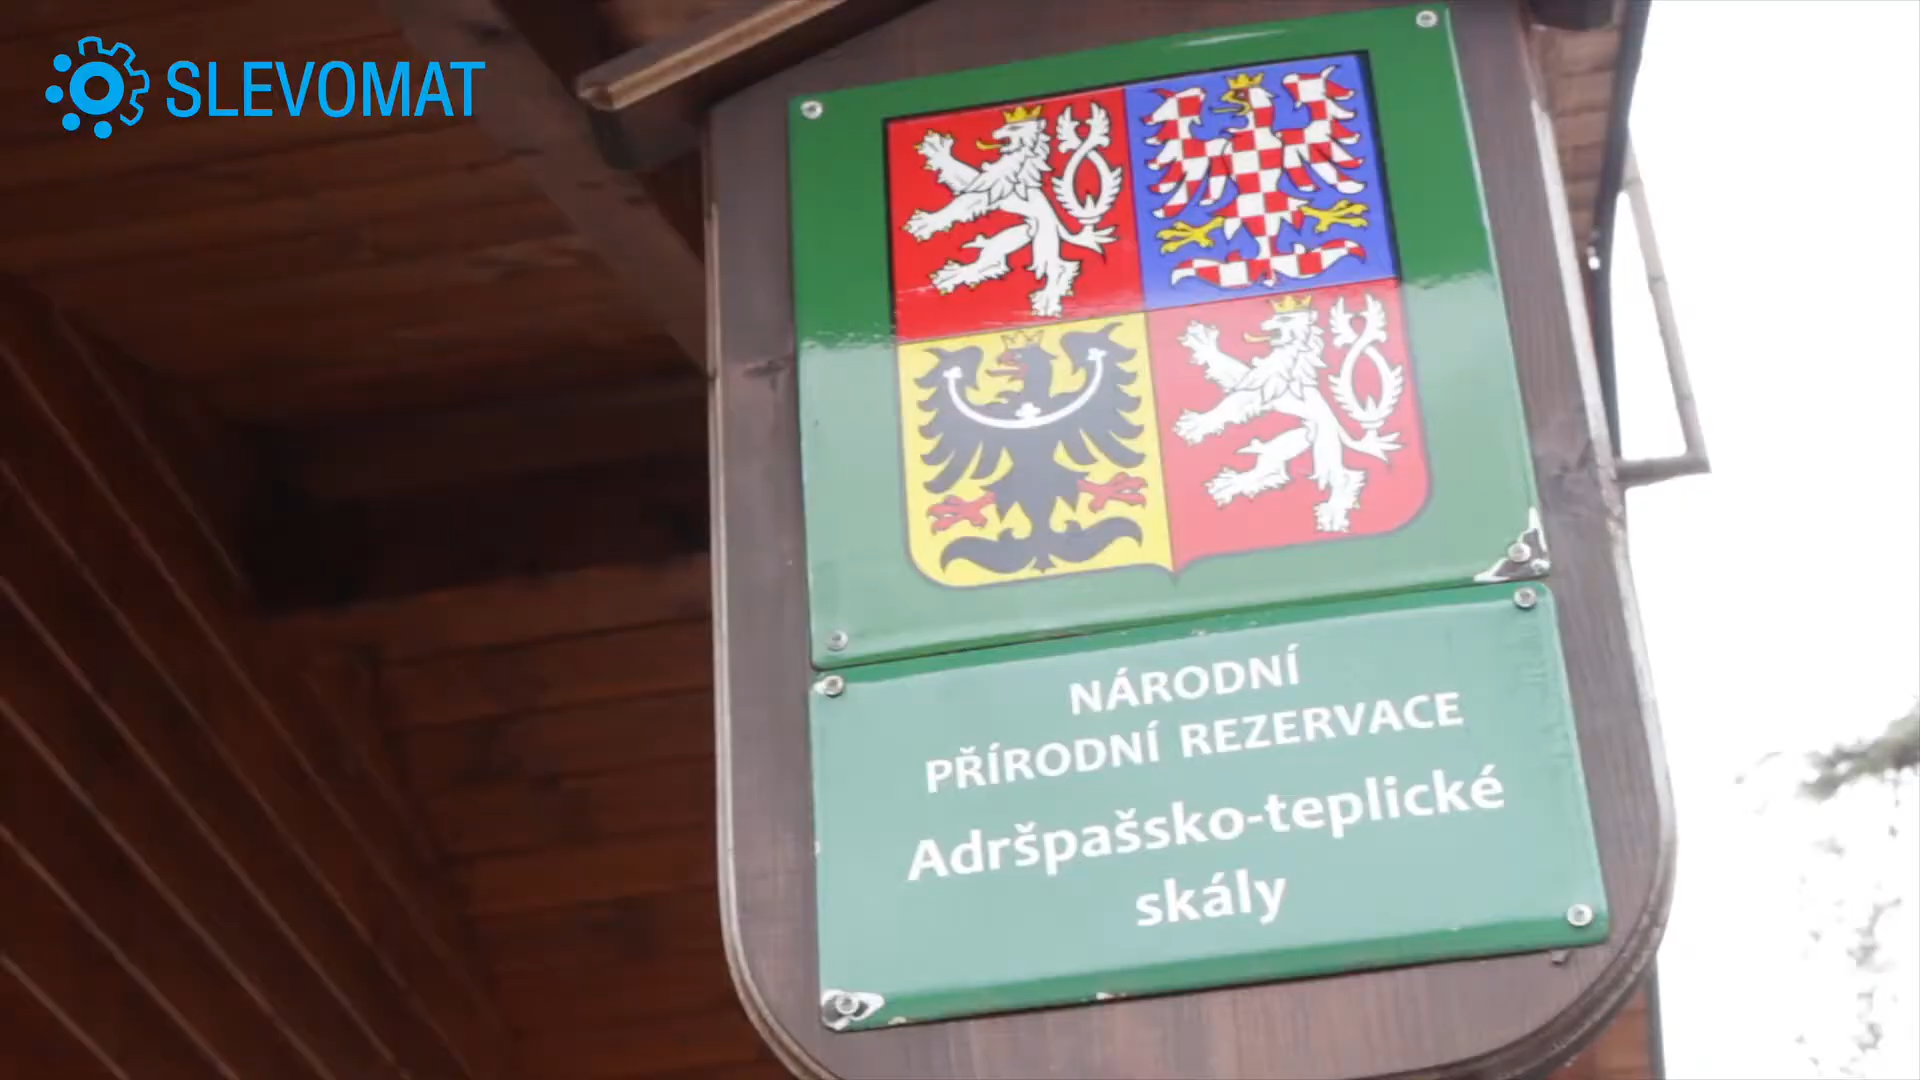 SLEVOMAT
NÁRODNÍ
PŘÍRODNÍ REZERVACE
Adršpašsko-teplické
skály